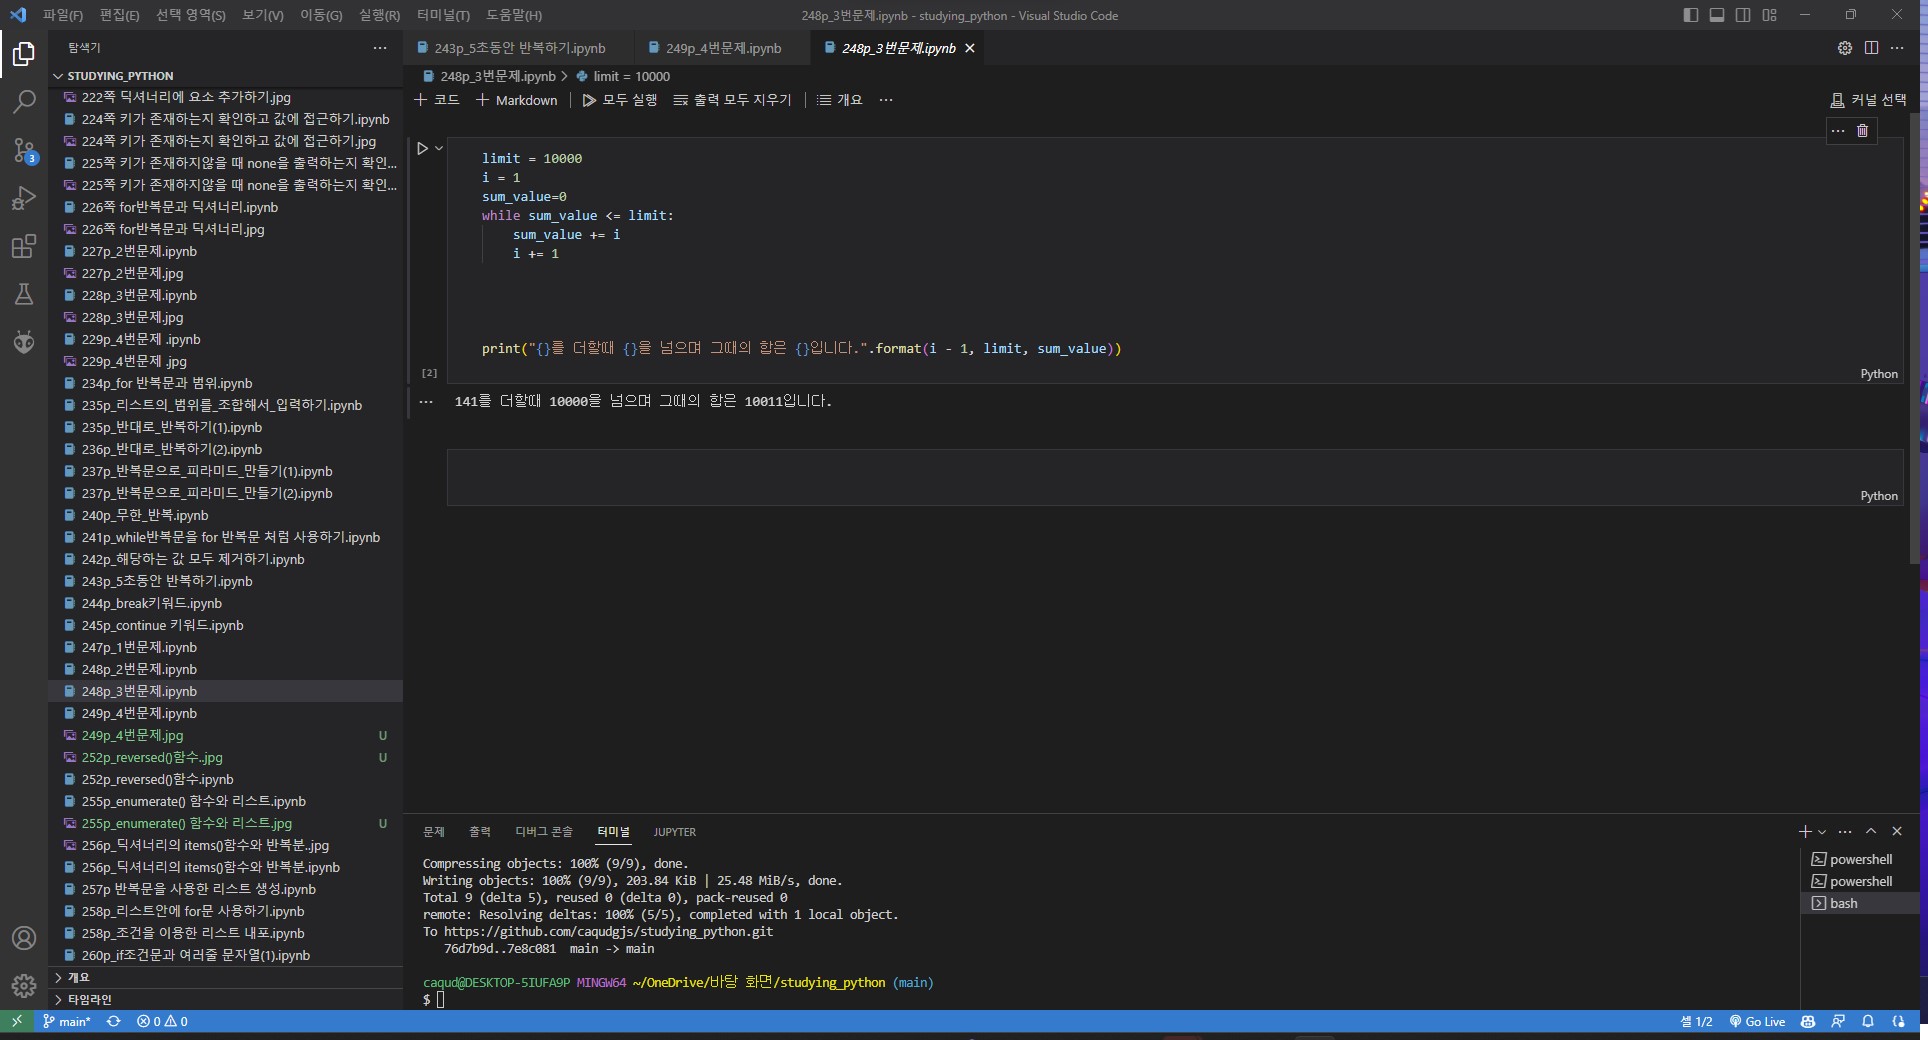 파일(F) 편집(E) 선택 영역(S) 보기(V) 이동(G) 실행(R) 터미널(T) 도움말(H)
248p_3번문제.ipynb - studying_python - Visual Studio Code
탐색기
STUDYING_PYTHON
222쪽 딕셔너리에 요소 추가하기.jpg
224쪽 키가 존재하는지 확인하고 값에 접근하기.ipynb
224쪽 키가 존재하는지 확인하고 값에 접근하기.jpg
225쪽 키가 존재하지않을 때 none을 출력하는지 확인...
225쪽 키가 존재하지않을 때 none을 출력하는지 확인...
226쪽 for반복문과 딕셔너리.ipynb
226쪽 for반복문과 딕셔너리.jpg
227p_2번문제.ipynb
227p_2번문제.jpg
228p_3번문제.ipynb
228p_3번문제.jpg
229p_4번문제 .ipynb
229p_4번문제 .jpg
234p_for 반복문과 범위.ipynb
235p_리스트의_범위를_조합해서_입력하기.ipynb
235p_반대로_반복하기(1).ipynb
236p_반대로_반복하기(2).ipynb
237p_반복문으로_피라미드_만들기(1).ipynb
237p_반복문으로_피라미드_만들기(2).ipynb
240p_무한_반복.ipynb
241p_while반복문을 for 반복문 처럼 사용하기.ipynb
242p_해당하는 값 모두 제거하기.ipynb
243p_5초동안 반복하기.ipynb
244p_break키워드.ipynb
245p_continue 키워드.ipynb
247p_1번문제.ipynb
248p_2번문제.ipynb
248p_3번문제.ipynb
249p_4번문제.ipynb
249p_4번문제.jpg U
252p_reversed()함수..jpg U
252p_reversed()함수.ipynb
255p_enumerate() 함수와 리스트.ipynb
255p_enumerate() 함수와 리스트.jpg U
256p_딕셔너리의 items()함수와 반복분..jpg
256p_딕셔너리의 items()함수와 반복분.ipynb
257p 반복문을 사용한 리스트 생성.ipynb
258p_리스트안에 for문 사용하기.ipynb
258p_조건을 이용한 리스트 내포.ipynb
260p_if조건문과 여러줄 문자열(1).ipynb
개요
타임라인
243p_5초동안 반복하기.ipynb 249p_4번문제.ipynb 248p_3번문제.ipynb
248p_3번문제.ipynb > limit = 10000
코드 Markdown 모두 실행 출력 모두 지우기 개요 ... 커널 선택
limit = 10000
i = 1
sum_value=0
while sum_value <= limit:
sum_value += i
i += 1
print("{}를 더할때 {}을 넘으며 그때의 합은 {}입니다.".format(i - 1, limit, sum_value))
[2]
Python
141를 더할때 10000을 넘으며 그때의 합은 10011입니다.
Python
문제 출력 디버그 콘솔 터미널 JUPYTER
Compressing objects: 100% (9/9), done.
Writing objects: 100% (9/9), 203.84 KiB | 25.48 MiB/s, done.
Total 9 (delta 5), reused 0 (delta 0), pack-reused 0
remote: Resolving deltas: 100% (5/5), completed with 1 local object.
To https://github.com/caqudgjs/studying_python.git
76d7b9d..7e8c081 main -> main
caqud@DESKTOP-5IUFA9P MINGW64 ~/OneDrive/바탕 화면/studying_python (main)
$
powershell
powershell
bash
3
main* 0 0 셀 1/2 Go Live